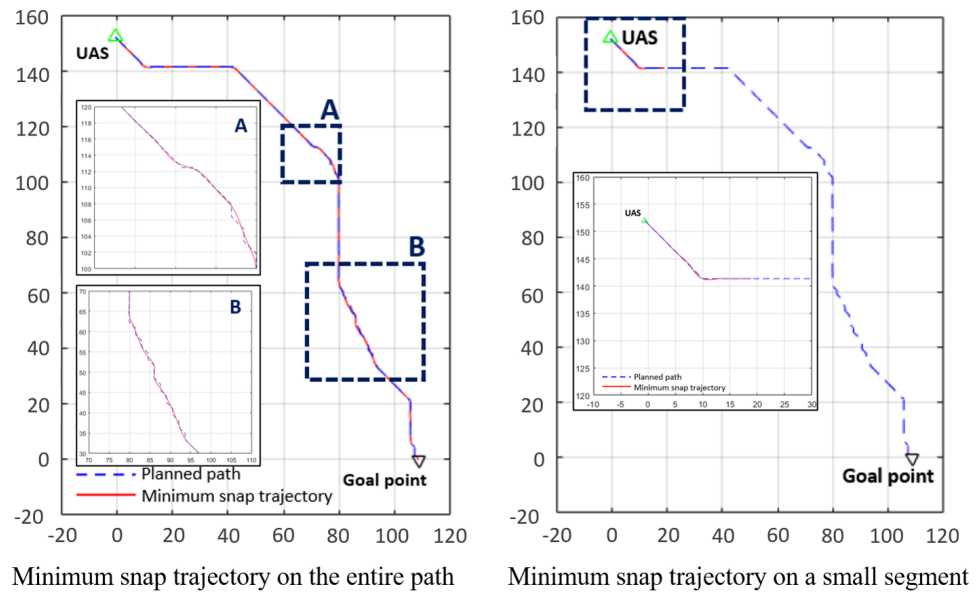 160
140
120
100
80
60
40
20
0
-20
-20 0 20 40 60 80 100 120
UAS
A
B
A
120
118
116
114
112
110
108
106
104
102
100
B
70
65
60
55
50
45
40
35
30
70 75 80 85 90 95 100 105 110
Planned path
Minimum snap trajectory
Goal point
Minimum snap trajectory on the entire path
160
140
120
100
80
60
40
20
0
-20
-20 0 20 40 60 80 100 120
UAS
160
155
150
145
140
135
130
125
120
-10 -5 0 5 10 15 20 25 30
UAS
Planned path
Minimum snap trajectory
Goal point
Minimum snap trajectory on a small segment